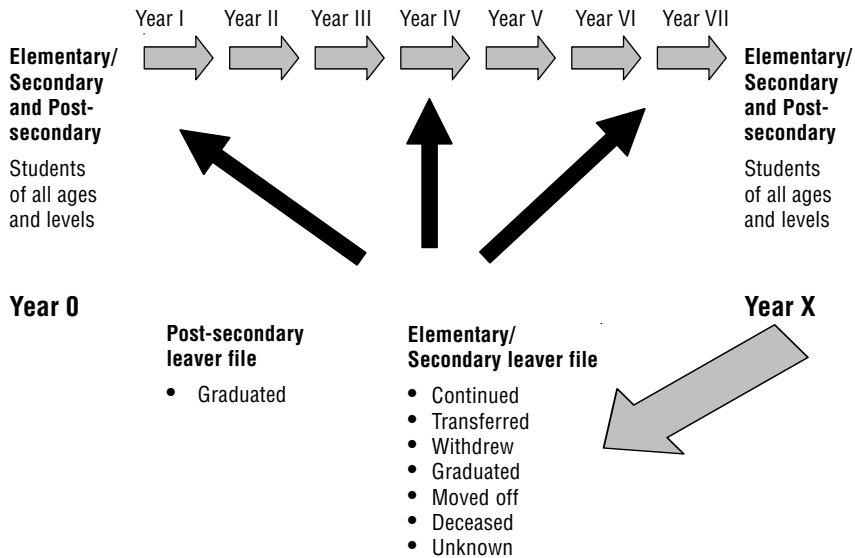 Year I Year II Year III Year IV Year V Year VI Year VII
Elementary/
Secondary
and Post-
secondary
Students
of all ages
and levels
Elementary/
Secondary
and Post-
secondary
Students
of all ages
and levels
Year 0
Year X
Post-secondary
leaver file
• Graduated
Elementary/
Secondary leaver file
• Continued
• Transferred
• Withdrew
• Graduated
• Moved off
• Deceased
• Unknown